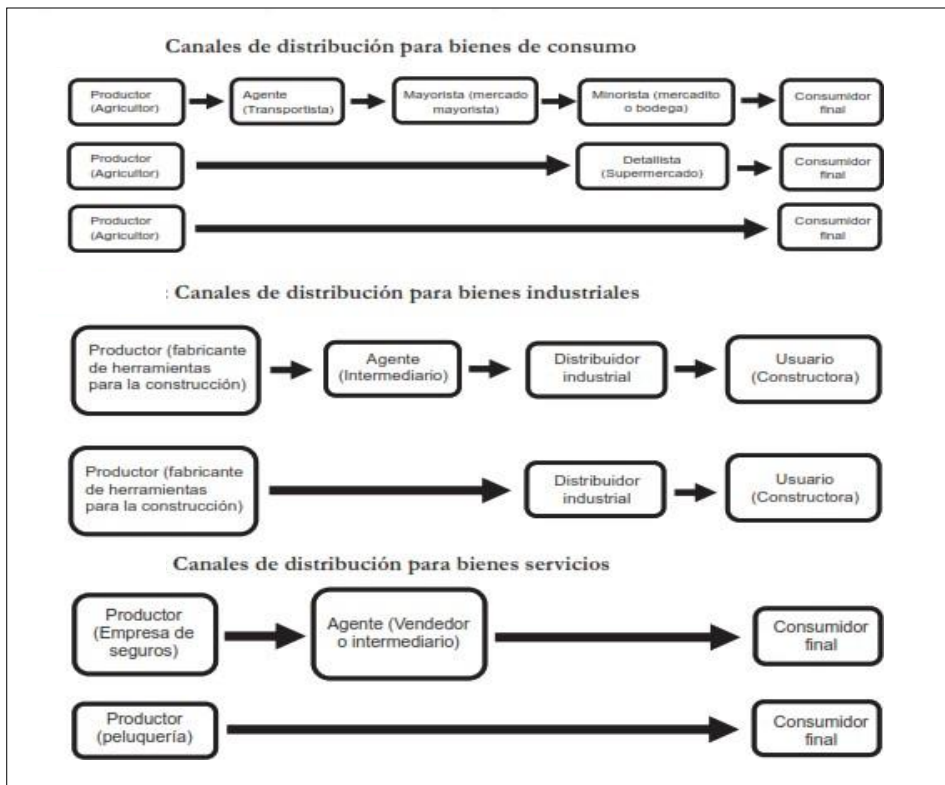 Canales de distribución para bienes de consumo
Productor
(Agricultor)
Agente
(Transportista)
Mayorista (mercado
mayorista)
Minorista (mercadito
o bodega)
Consumidor
final
Productor
(Agricultor)
Detallista
(Supermercado)
Consumidor
final
Productor
(Agricultor)
Consumidor
final
: Canales de distribución para bienes industriales
Productor (fabricante
de herramientas
para la construcción)
Agente
(Intermediario)
Distribuidor
industrial
Usuario
(Constructora)
Productor (fabricante
de herramientas
para la construcción)
Distribuidor
industrial
Usuario
(Constructora)
Canales de distribución para bienes servicios
Productor
(Empresa de
seguros)
Agente (Vendedor
o intermediario)
Consumidor
final
Productor
(peluquería)
Consumidor
final